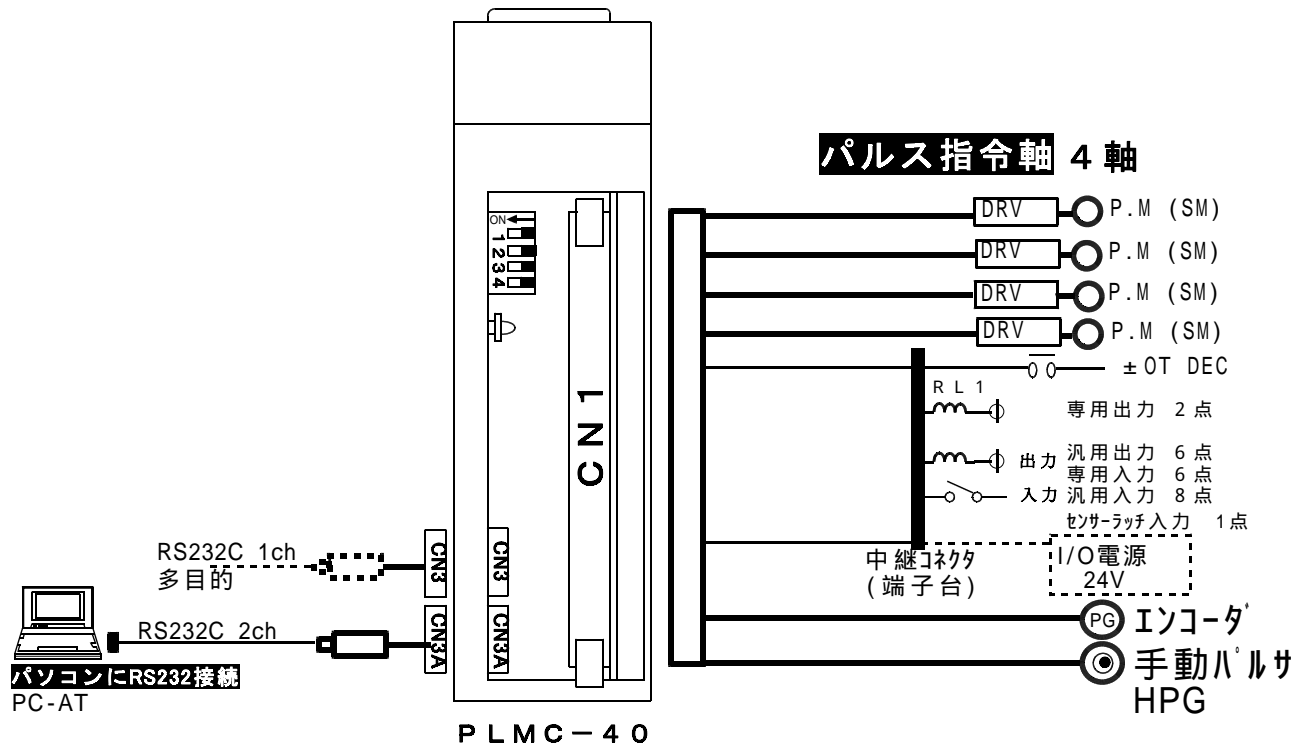 パルス指令軸 4軸
ON
1
2
3
4
DRV P.M (SM)
DRV P.M (SM)
DRV P.M (SM)
DRV P.M (SM)
±OT DEC
RL1
専用出力 2点
出力 汎用出力 6点
専用入力 6点
入力 汎用入力 8点
センサーラッチ入力 1点
中継コネクタ
(端子台)
I/O電源
24V
PG エンコーダ
手動パルサ
HPG
CN1
CN3
CN3
CN3A
CN3A
RS232C 1ch
多目的
RS232C 2ch
パソコンにRS232接続
PC-AT
PLMC-40